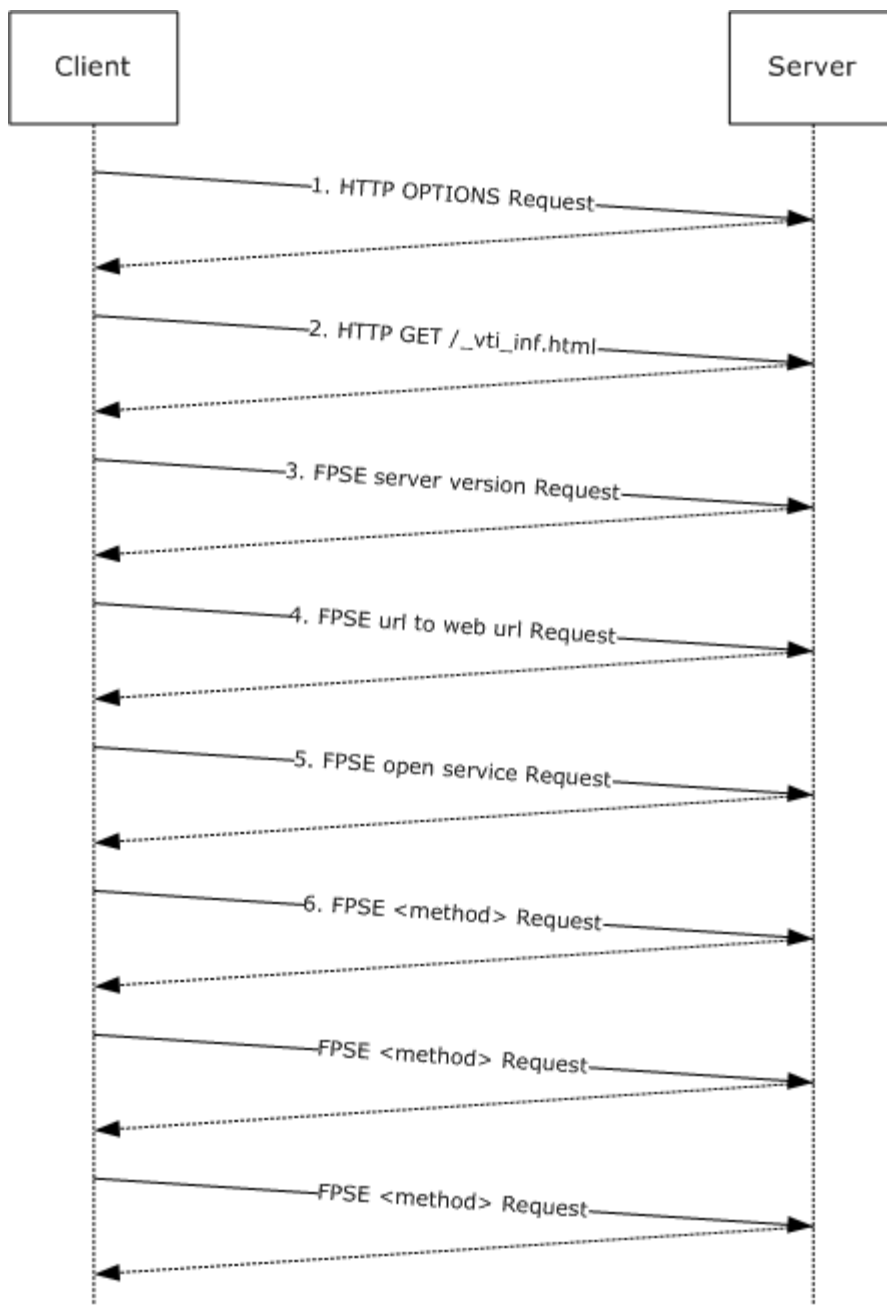 Client
Server
1. HTTP OPTIONS Request
2. HTTP GET /_vti_inf.html
3. FPSE server version Request
4. FPSE url to web url Request
5. FPSE open service Request
6. FPSE <method> Request
FPSE <method> Request
FPSE <method> Request